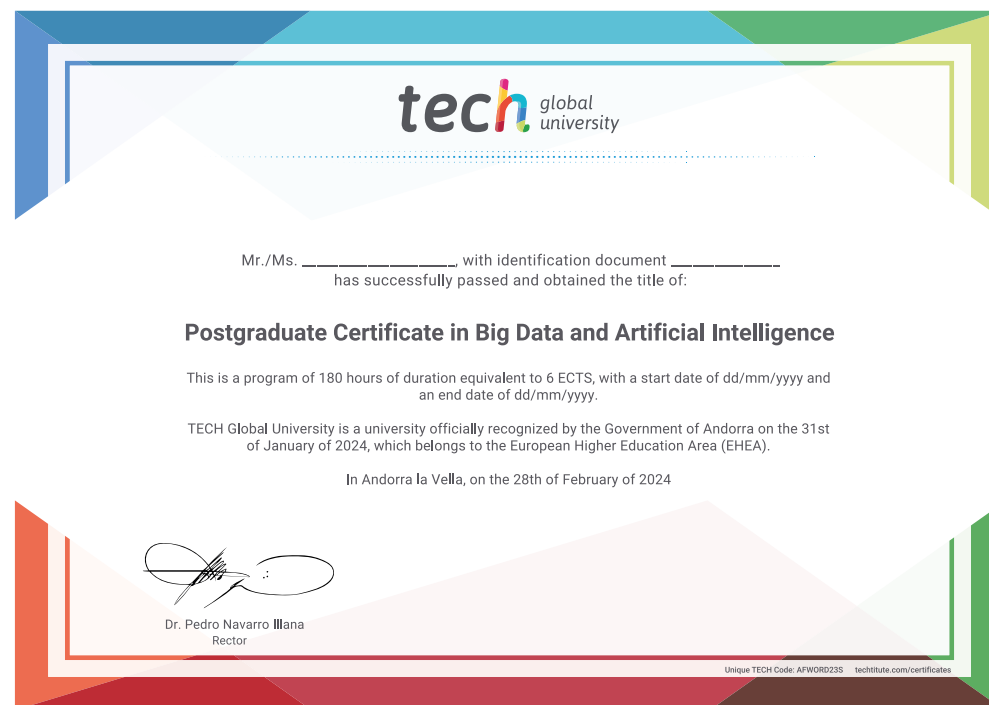 tech global university
Mr./Ms. ____________________, with identification document ______________
has successfully passed and obtained the title of:
Postgraduate Certificate in Big Data and Artificial Intelligence
This is a program of 180 hours of duration equivalent to 6 ECTS, with a start date of dd/mm/yyyy and
an end date of dd/mm/yyyy.
TECH Global University is a university officially recognized by the Government of Andorra on the 31st
of January of 2024, which belongs to the European Higher Education Area (EHEA).
In Andorra la Vella, on the 28th of February of 2024
Dr. Pedro Navarro Illana
Rector
Unique TECH Code: AFWORD23S techtitute.com/certificates